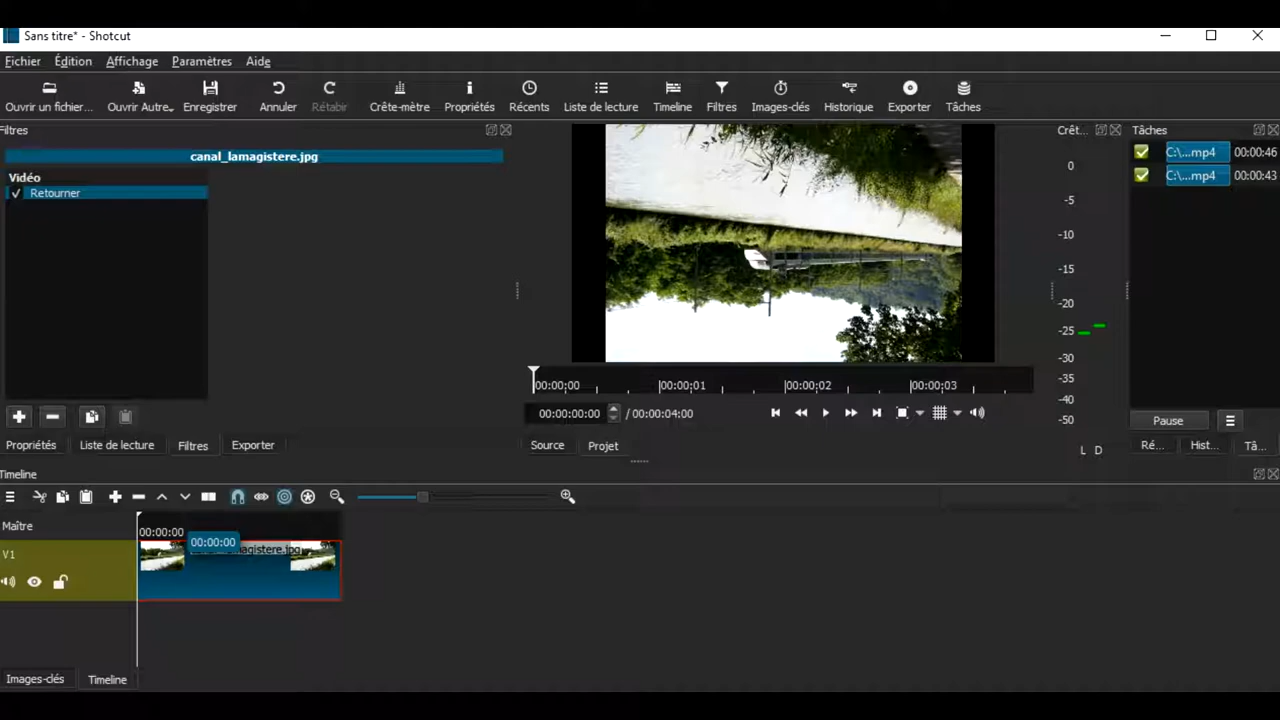 Sans titre* - Shotcut
Fichier Édition Affichage Paramètres Aide
Ouvrir un fichier... Ouvrir Autre... Enregistrer Annuler Rétablir Crête-mètre Propriétés Récents Liste de lecture Timeline Filtres Images-clés Historique Exporter Tâches
Filtres
canal_lamagistere.jpg
Vidéo
Retourner
Propriétés Liste de lecture Filtres Exporter
00:00:00 00:00;01 00:00;02 00:00;03
00:00:00:00 / 00:00:04:00
Source Projet
Crêt...
0
-5
-10
-15
-20
-25
-30
-35
-40
-50
L D
Tâches
C:\...mp4 00:00:46
C:\...mp4 00:00:43
Pause
Ré... Hist... Tâ...
Timeline
Maître
00:00:00
00:00:00
V1
Images-clés Timeline